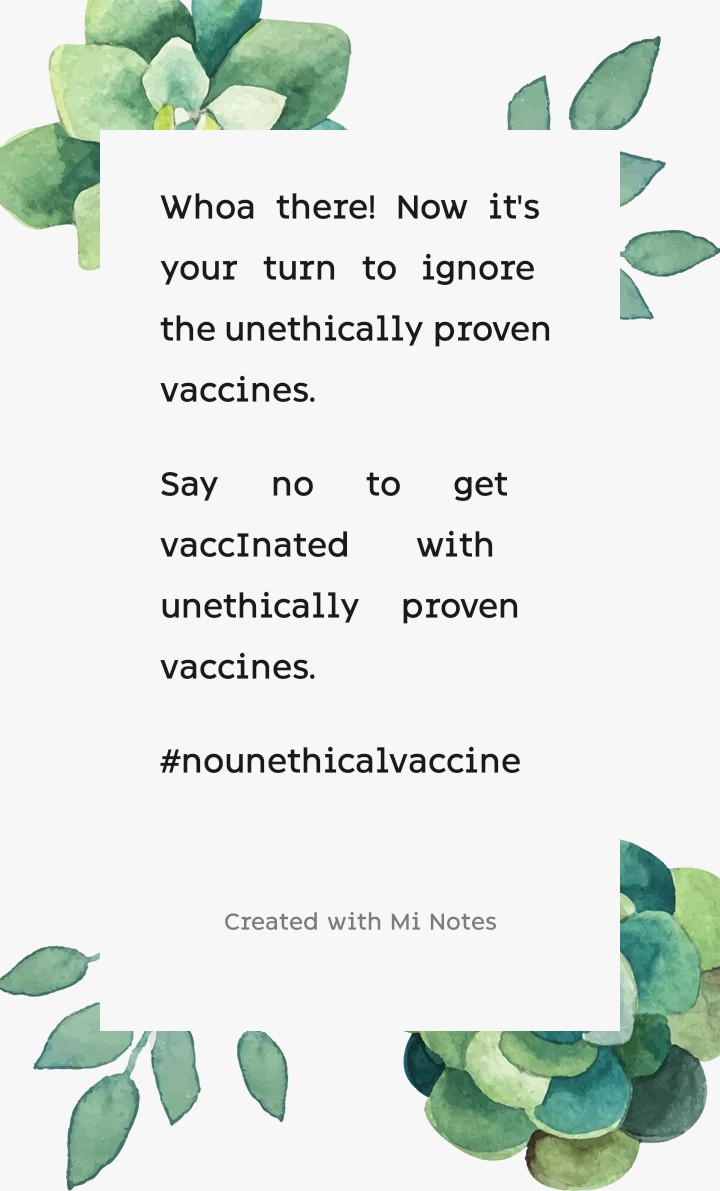 Whoa there! Now it's
your turn to ignore
the unethically proven
vaccines.
Say no to get
vaccInated with
unethically proven
vaccines.
#nounethicalvaccine
Created with Mi Notes